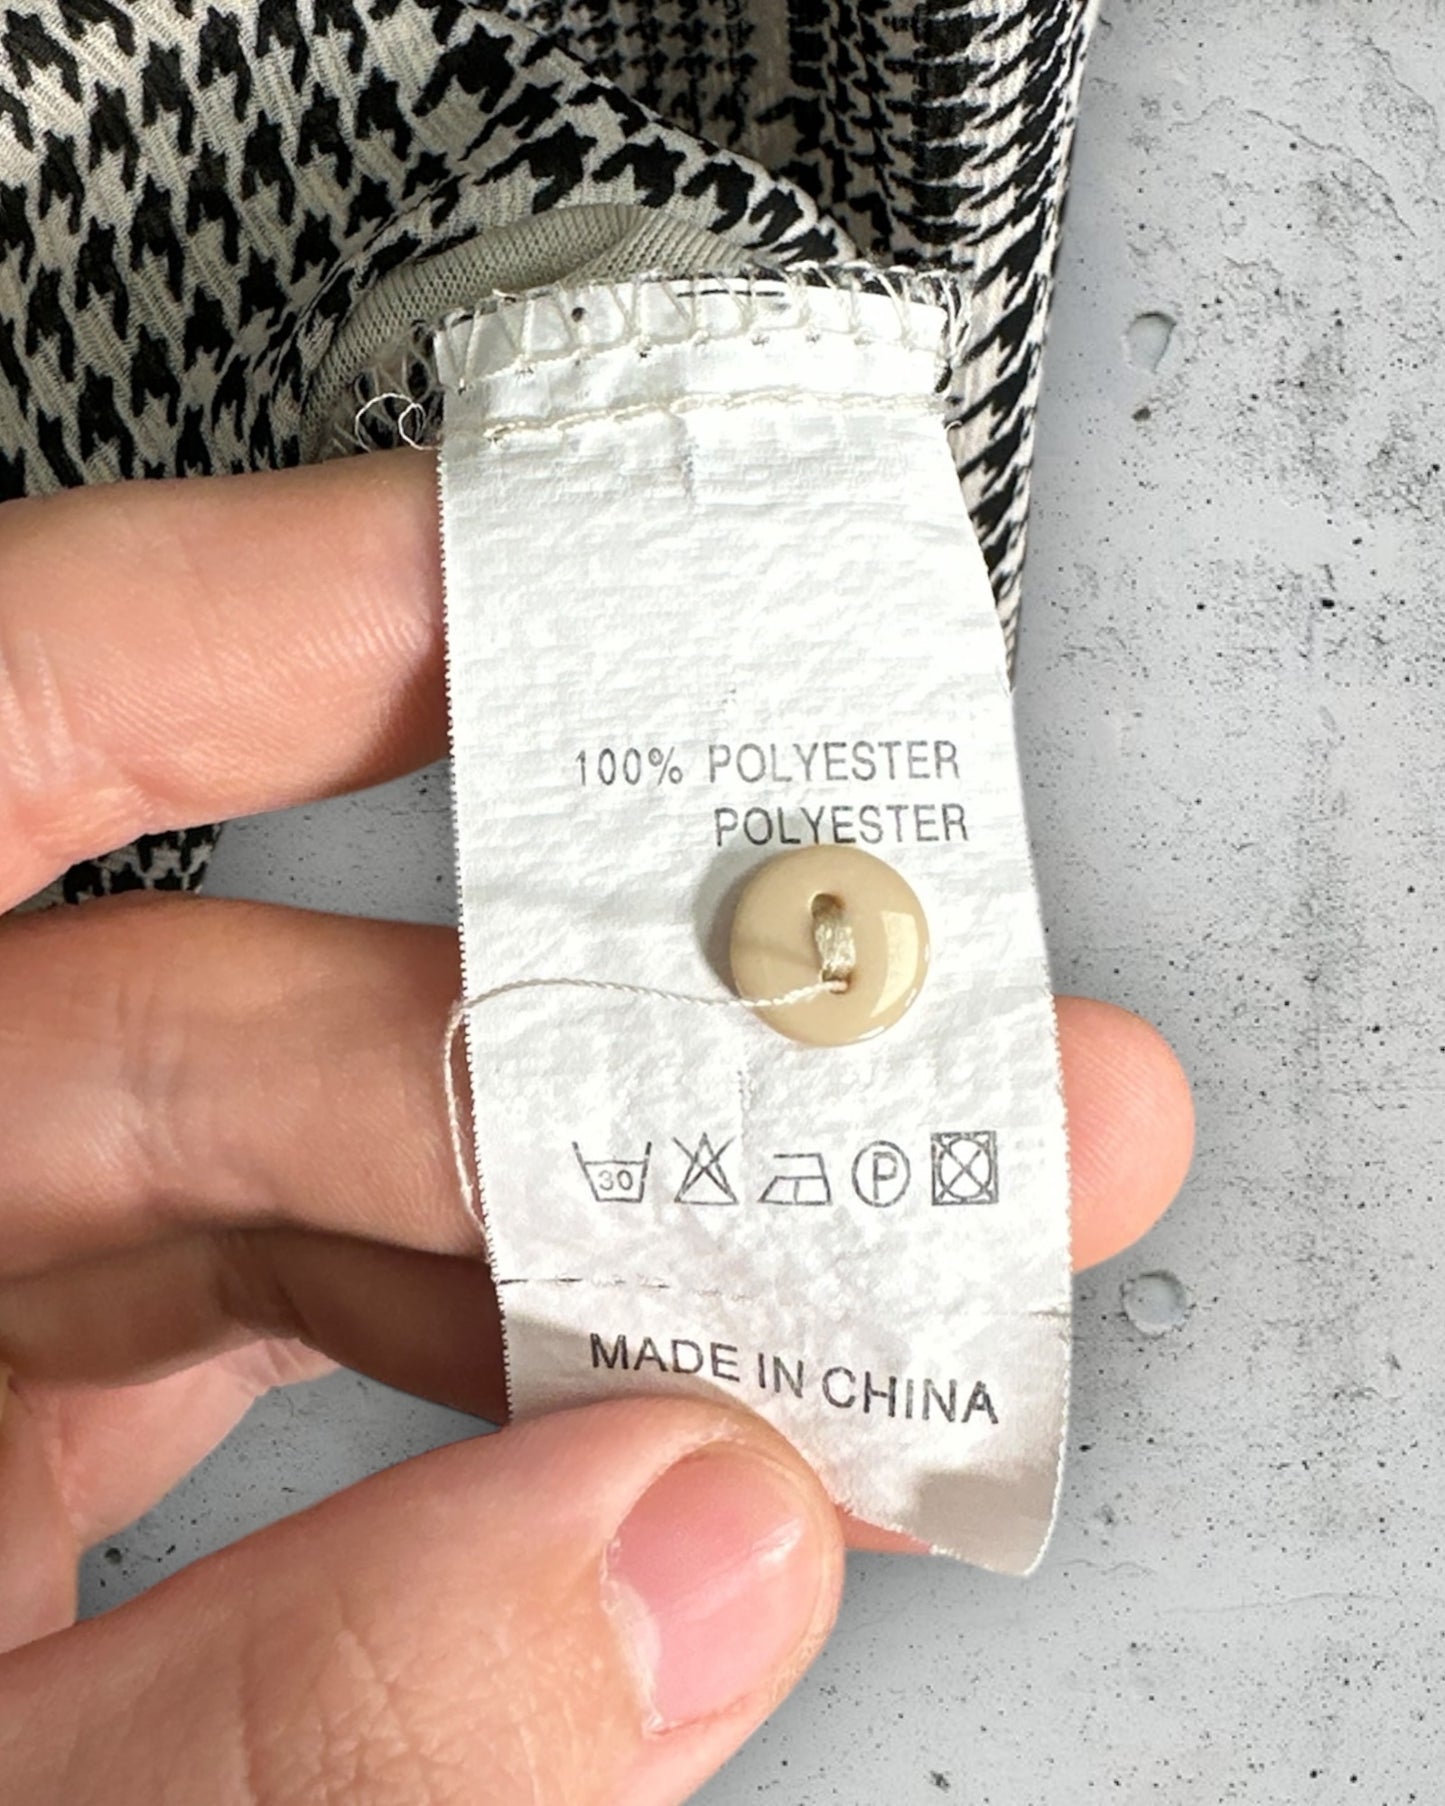 100% POLYESTER
POLYESTER
30 P
MADE IN CHINA